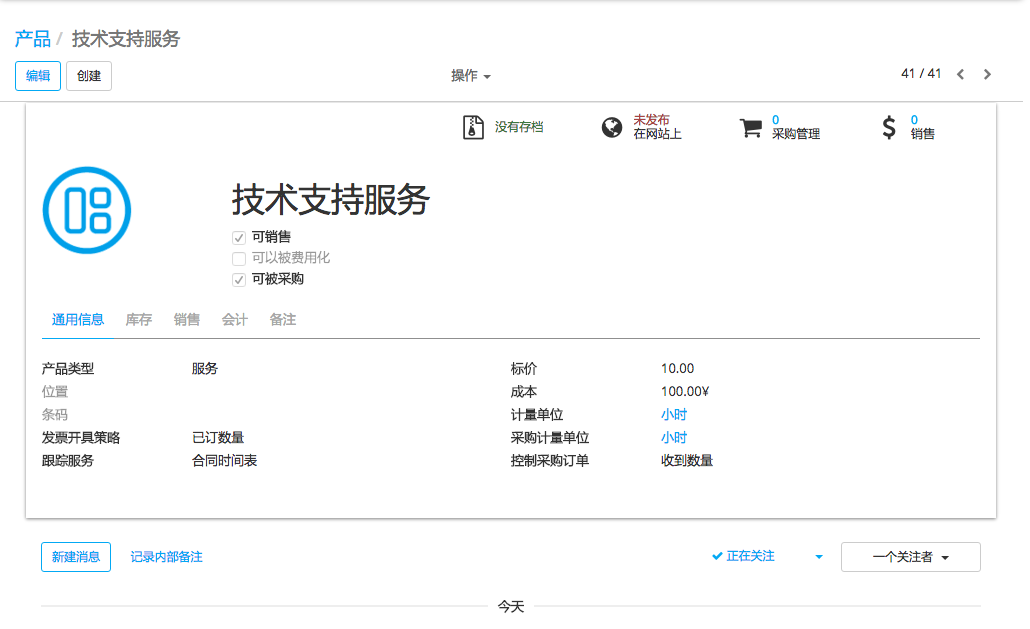 产品 / 技术支持服务
编辑 创建 操作 41 / 41
没有存档 未发布 在网站上 0 采购管理 0 销售
技术支持服务
可销售
可以被费用化
可被采购
通用信息 库存 销售 会计 备注
产品类型 服务 标价 10.00
位置 成本 100.00¥
条码 计量单位 小时
发票开具策略 已订数量 采购计量单位 小时
跟踪服务 合同时间表 控制采购订单 收到数量
新建消息 记录内部备注 正在关注 一个关注者
今天